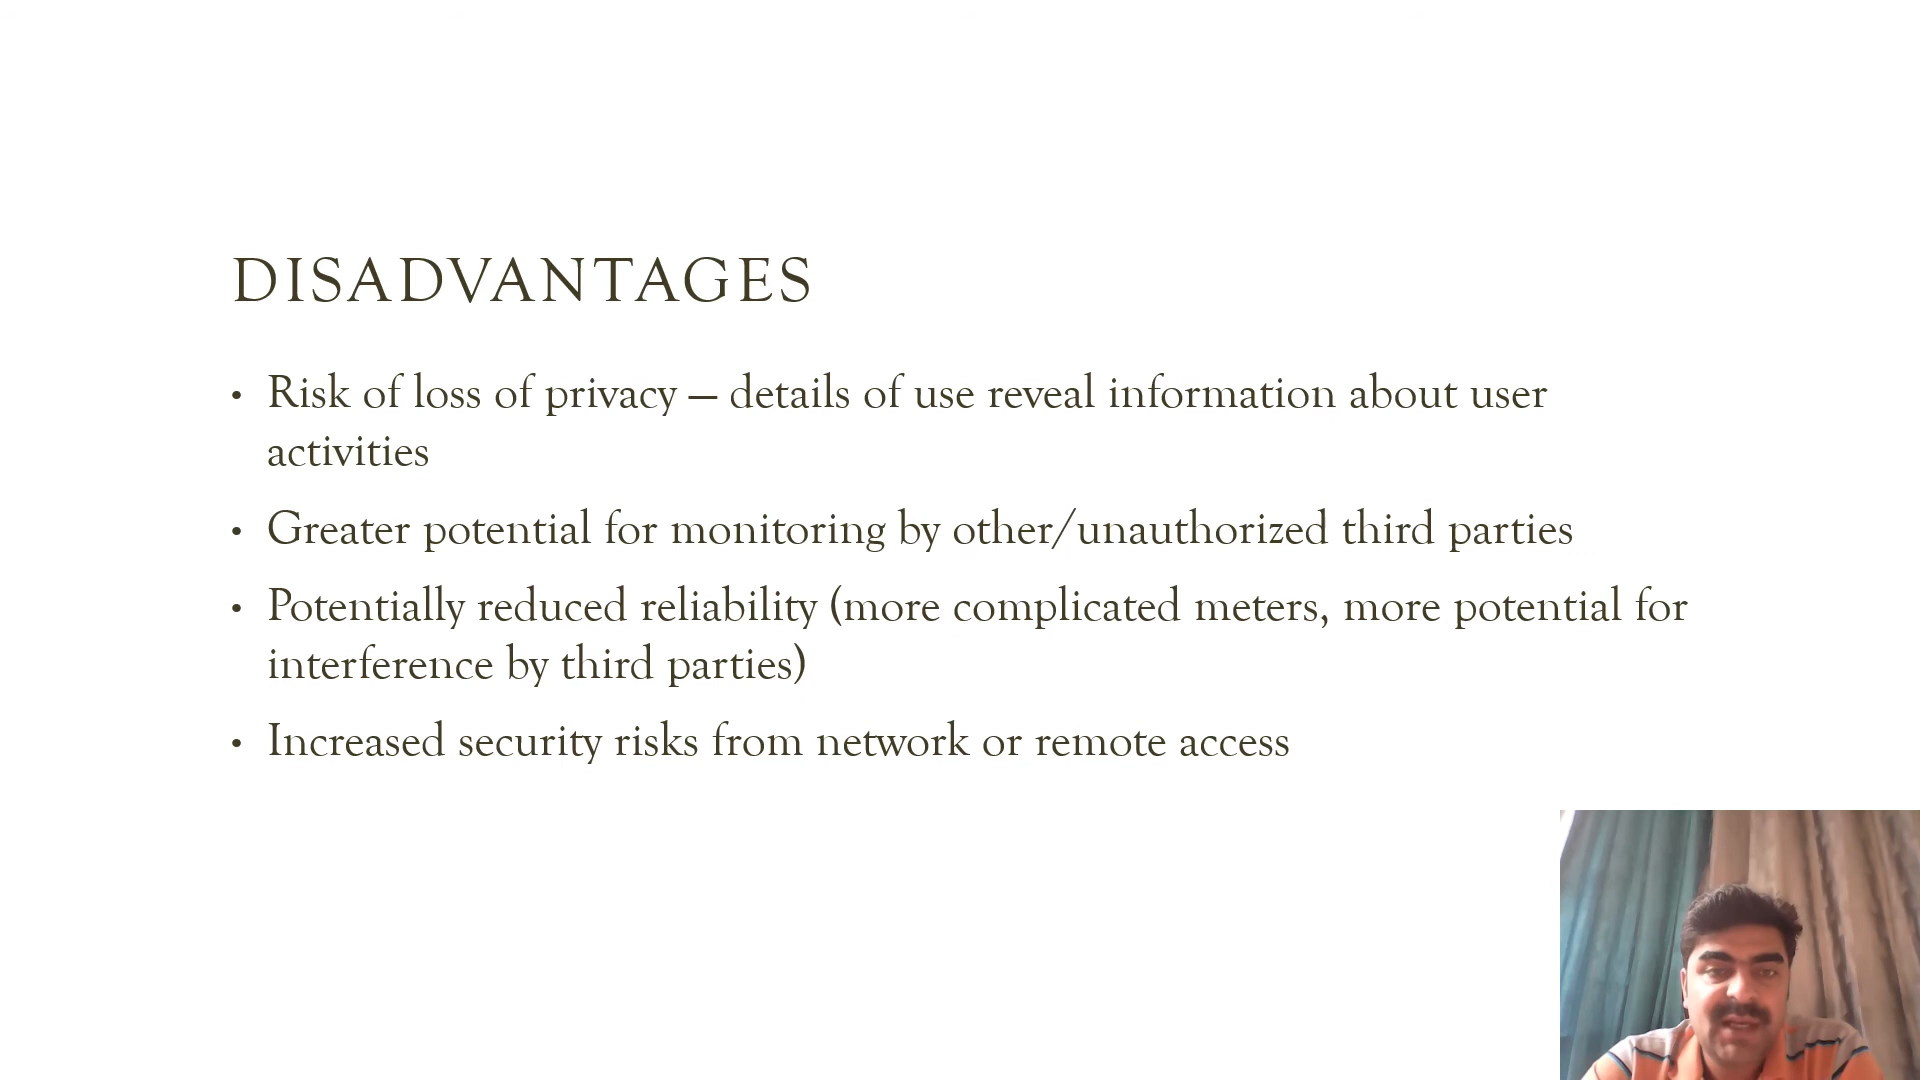 DISADVANTAGES
• Risk of loss of privacy – details of use reveal information about user
activities
• Greater potential for monitoring by other/unauthorized third parties
• Potentially reduced reliability (more complicated meters, more potential for
interference by third parties)
• Increased security risks from network or remote access